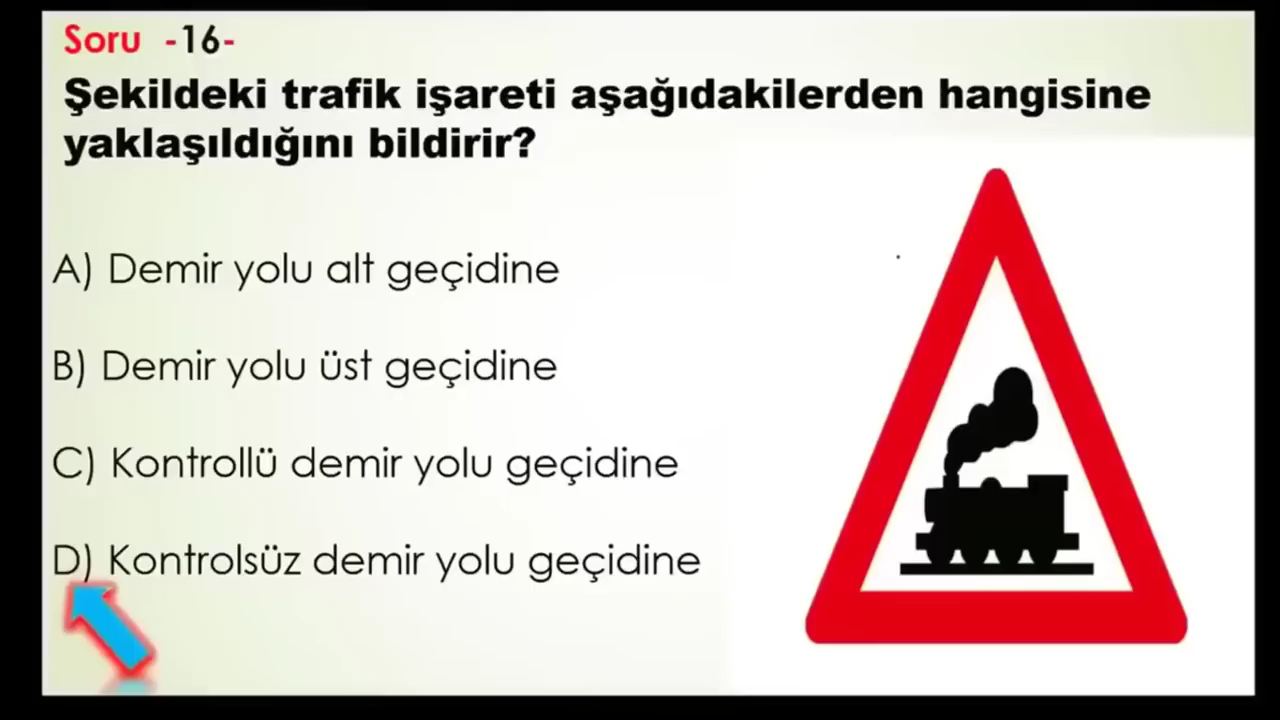 Soru -16-
Şekildeki trafik işareti aşağıdakilerden hangisine
yaklaşıldığını bildirir?
A) Demir yolu alt geçidine
B) Demir yolu üst geçidine
C) Kontrollü demir yolu geçidine
D) Kontrolsüz demir yolu geçidine